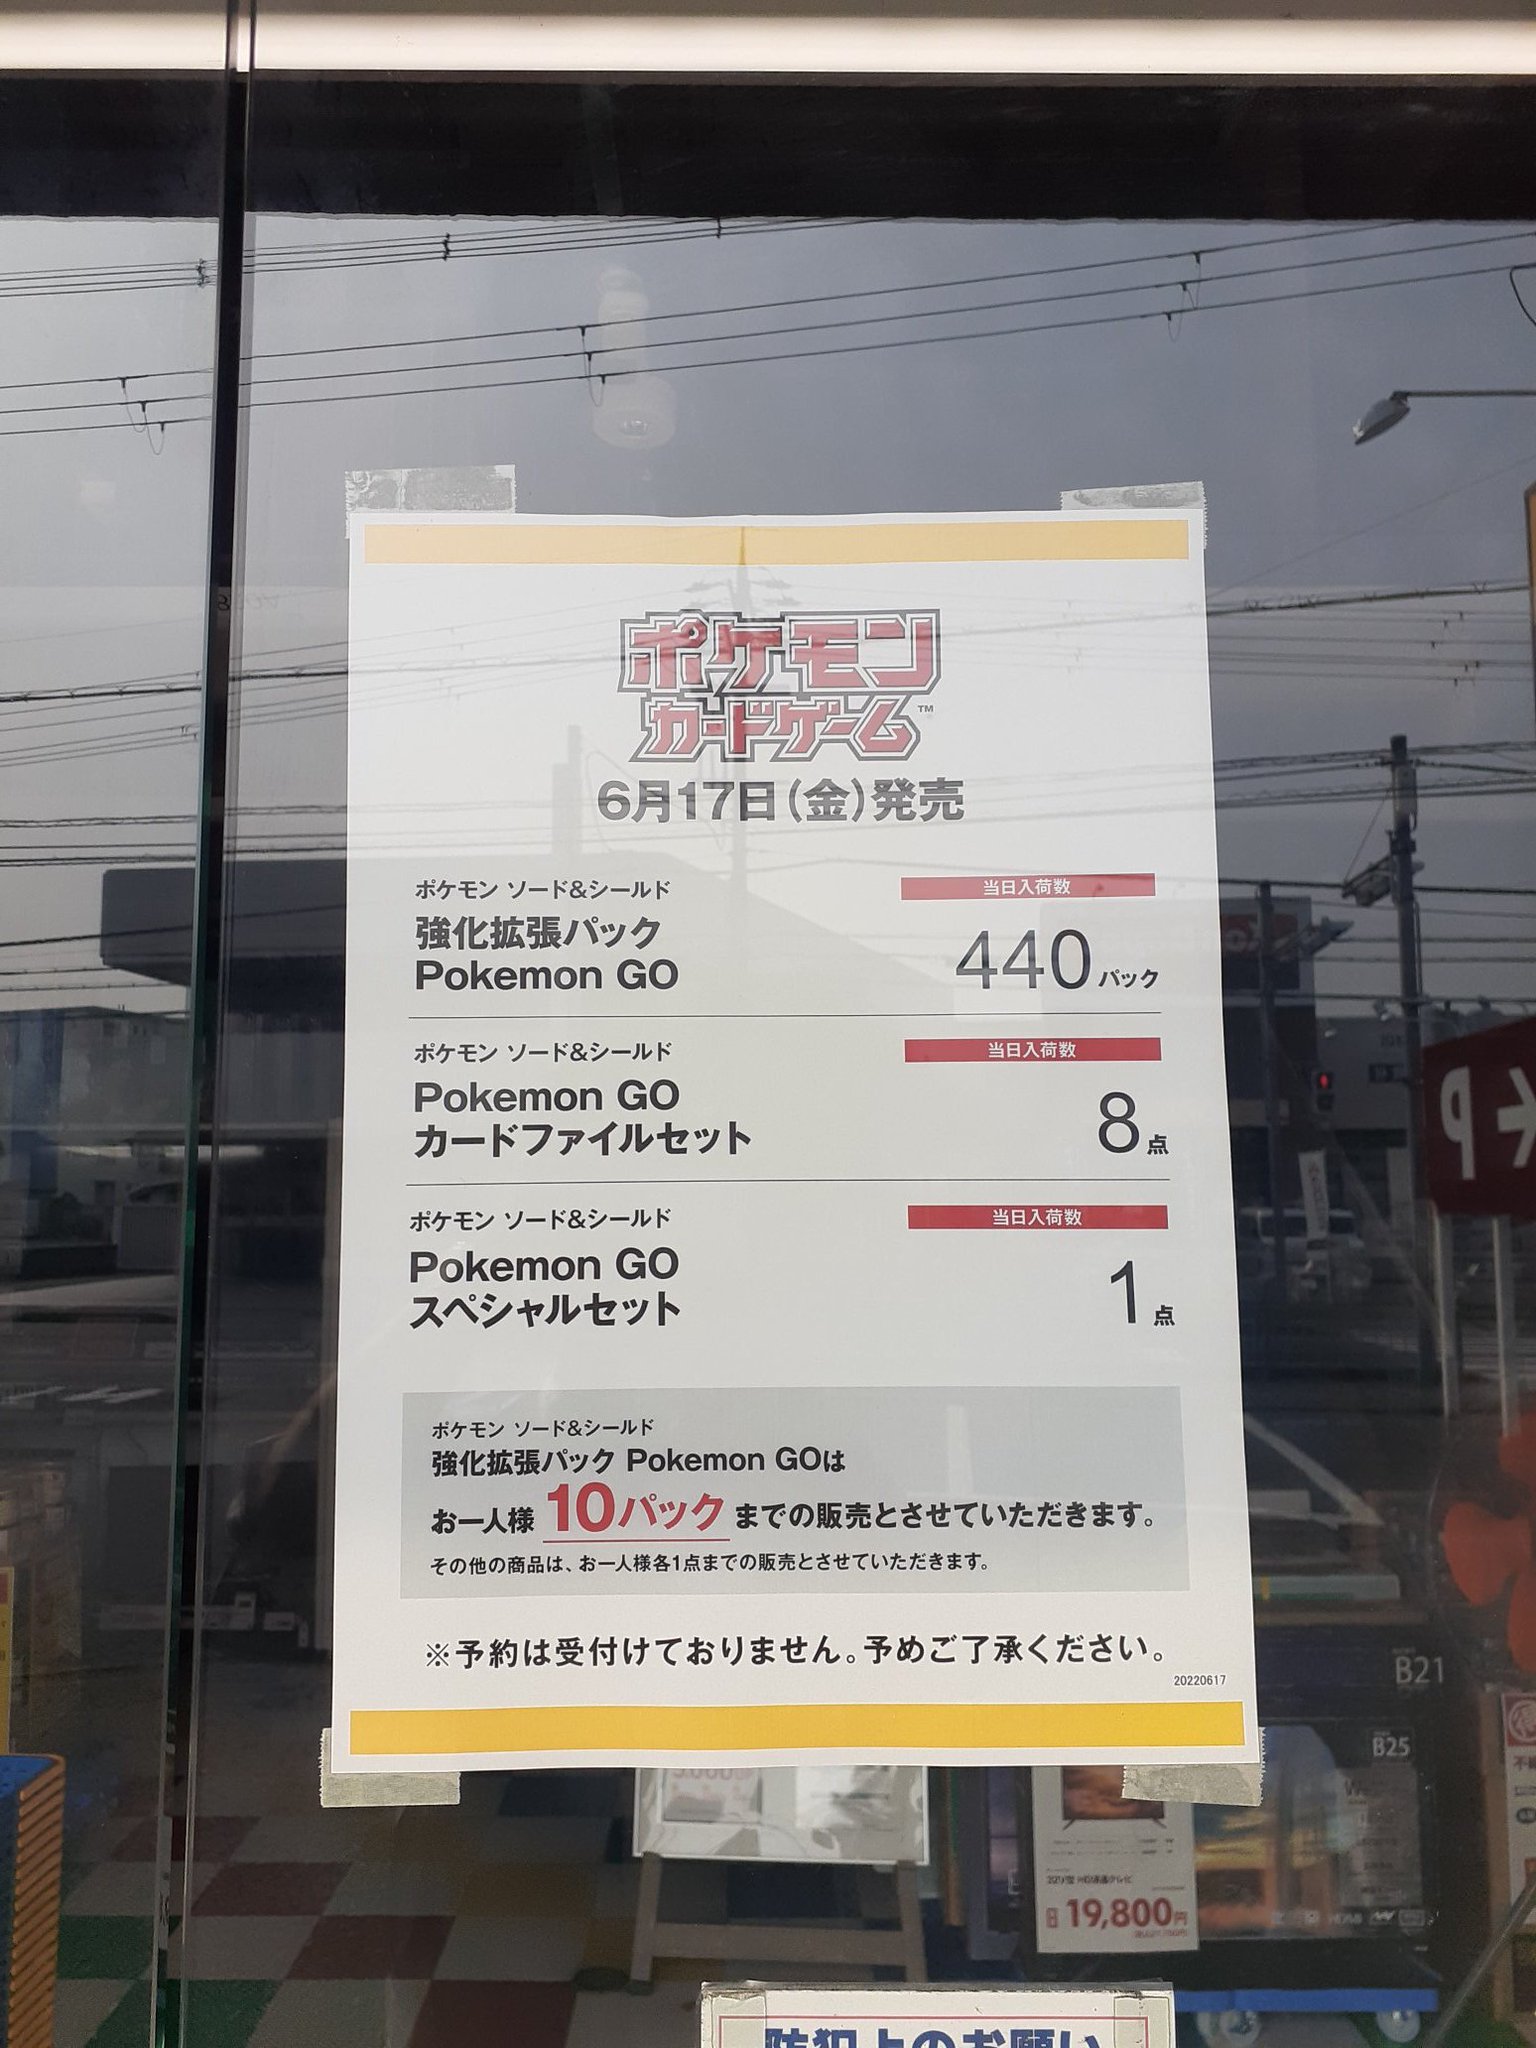 ポケモン
カードゲーム™
6月17日(金)発売
ポケモン ソード&シールド
強化拡張パック
Pokemon GO
当日入荷数
440パック
ポケモン ソード&シールド
Pokemon GO
カードファイルセット
当日入荷数
8点
ポケモン ソード&シールド
Pokemon GO
スペシャルセット
当日入荷数
1点
ポケモン ソード&シールド
強化拡張パック Pokemon GOは
お一人様 10パック までの販売とさせていただきます。
その他の商品は、お一人様各1点までの販売とさせていただきます。
※予約は受付けておりません。予めご了承ください。
20220617
B21
B25
19,800円
防犯上のお願い
P